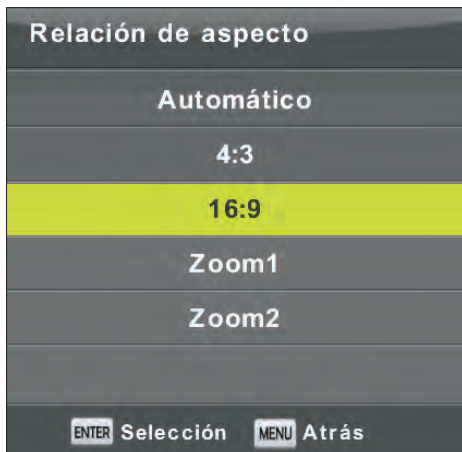 Relación de aspecto
Automático
4:3
16:9
Zoom1
Zoom2
ENTER Selección MENU Atrás